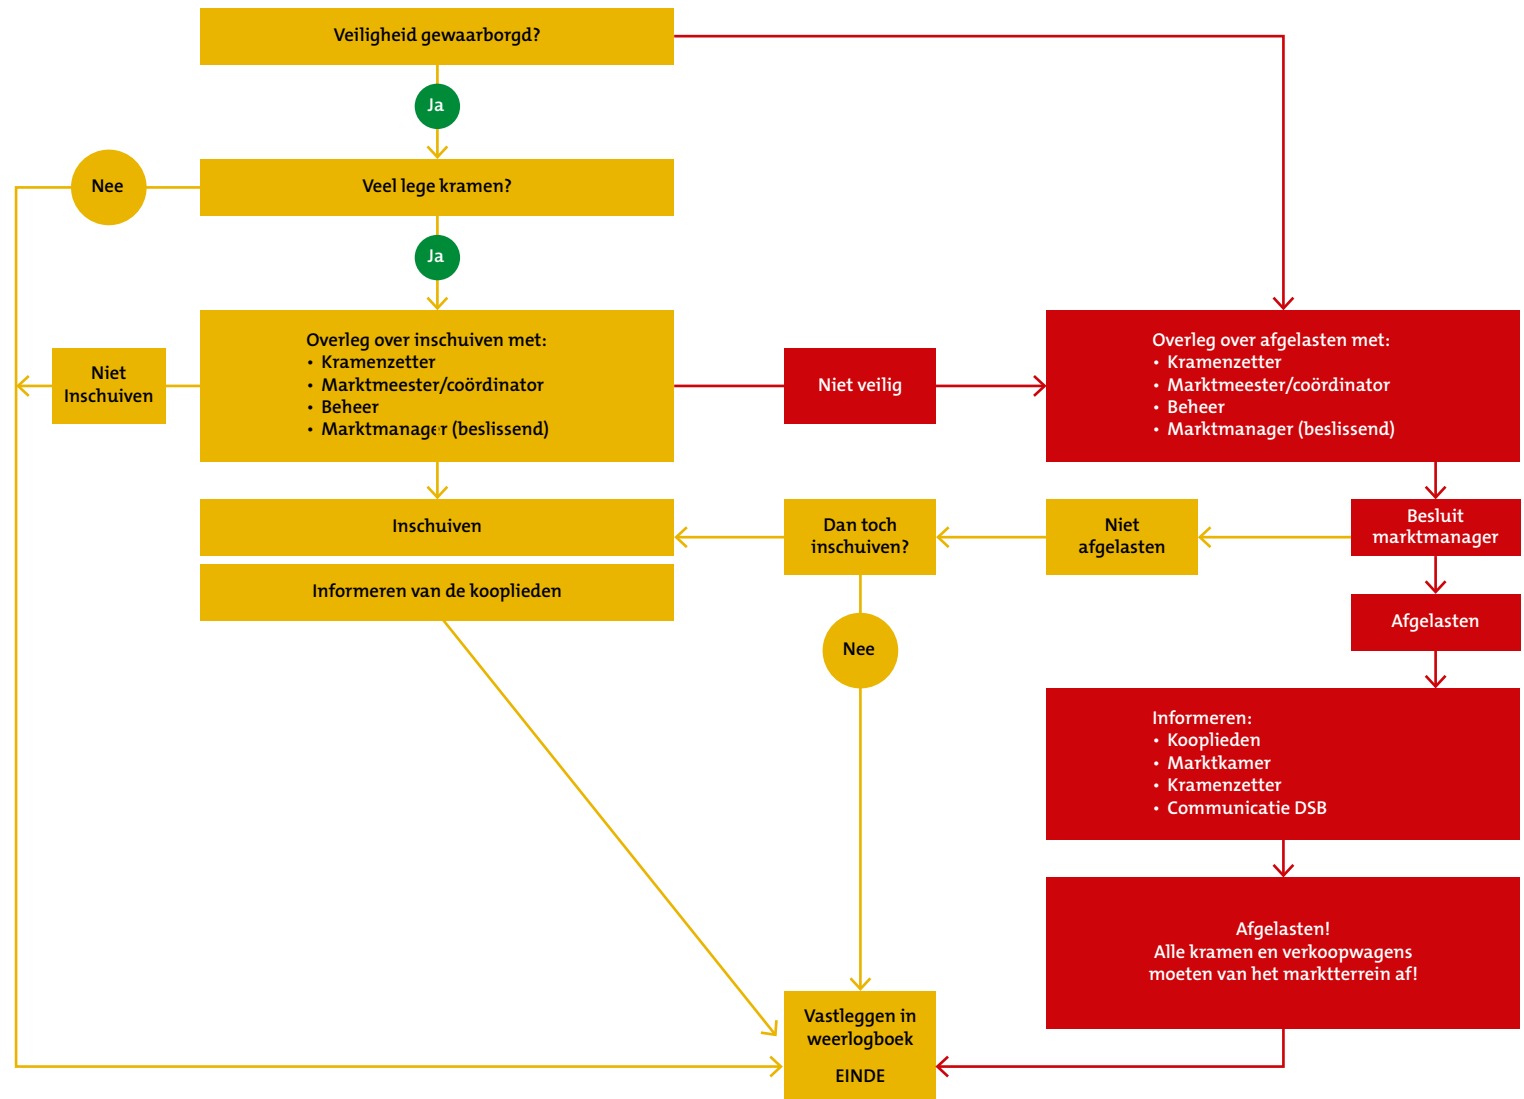 Veiligheid gewaarborgd?
Ja
Nee
Veel lege kramen?
Ja
Niet
Inschuiven
Overleg over inschuiven met:
• Kramenzetter
• Marktmeester/coördinator
• Beheer
• Marktmanager (beslissend)
Niet veilig
Overleg over afgelasten met:
• Kramenzetter
• Marktmeester/coördinator
• Beheer
• Marktmanager (beslissend)
Inschuiven
Dan toch
inschuiven?
Niet
afgelasten
Besluit
marktmanager
Informeren van de kooplieden
Afgelasten
Nee
Informeren:
• Kooplieden
• Marktkamer
• Kramenzetter
• Communicatie DSB
Afgelasten!
Alle kramen en verkoopwagens
moeten van het marktterrein af!
Vastleggen in
weerlogboek
EINDE